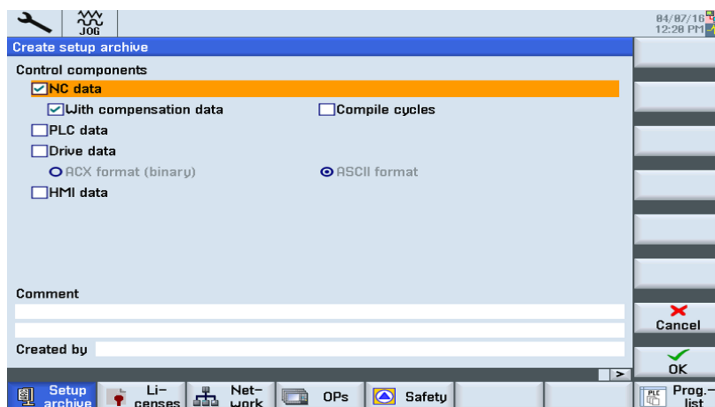 JOG
04/07/16
12:28 PM
Create setup archive
Control components
NC data
With compensation data
Compile cycles
PLC data
Drive data
ACX format (binary)
ASCII format
HMI data
Comment
Cancel
Created by
OK
>
Setup
archive
Li-
censes
Net-
work
OPs
Safety
PLC
Prog.-
list